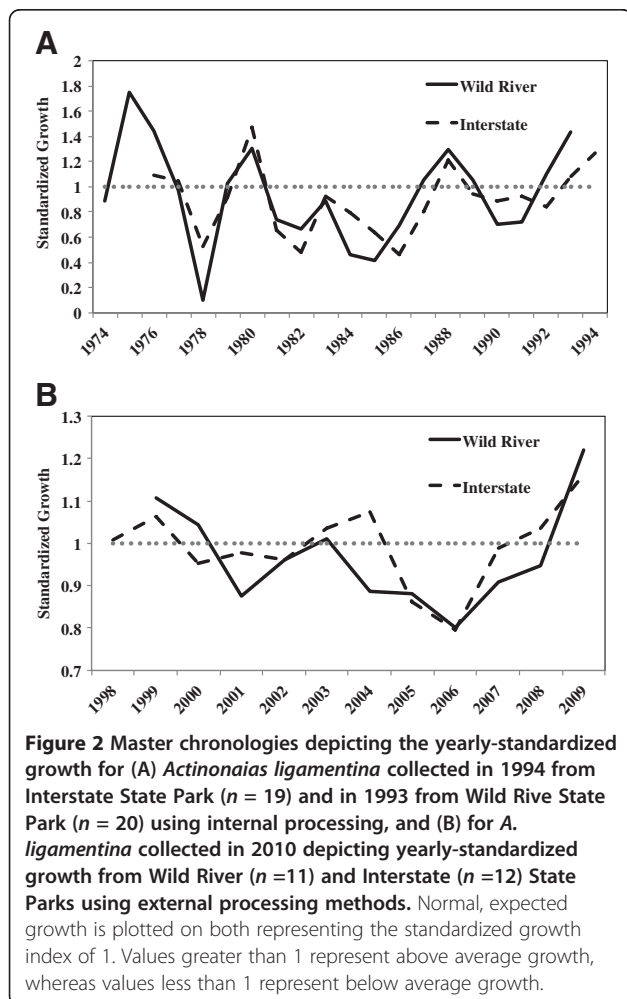 A
Standardized Growth
2
1.8
1.6
1.4
1.2
1
0.8
0.6
0.4
0.2
0
Wild River
Interstate
1974
1976
1978
1980
1982
1984
1986
1988
1990
1992
1994
B
Standardized Growth
1.3
1.2
1.1
1
0.9
0.8
0.7
Wild River
Interstate
1998
1999
2000
2001
2002
2003
2004
2005
2006
2007
2008
2009
Figure 2 Master chronologies depicting the yearly-standardized
growth for (A) Actinonaias ligamentina collected in 1994 from
Interstate State Park (n = 19) and in 1993 from Wild Rive State
Park (n = 20) using internal processing, and (B) for A.
ligamentina collected in 2010 depicting yearly-standardized
growth from Wild River (n =11) and Interstate (n =12) State
Parks using external processing methods. Normal, expected
growth is plotted on both representing the standardized growth
index of 1. Values greater than 1 represent above average growth,
whereas values less than 1 represent below average growth.